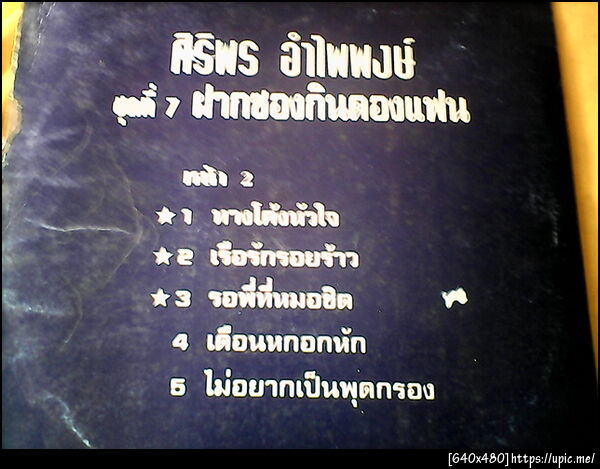 ศิริพร อำไพพงษ์
ชุดที่ 7 ฝากซองกินดองแฟน
หน้า 2
★ 1 ทางโค้งหัวใจ
★ 2 เรือรักรอยร้าว
★ 3 รอพี่ที่หมอชิต
4 เดือนหกอกหัก
5 ไม่อยากเป็นพุดกรอง
[640x480]https://upic.me/